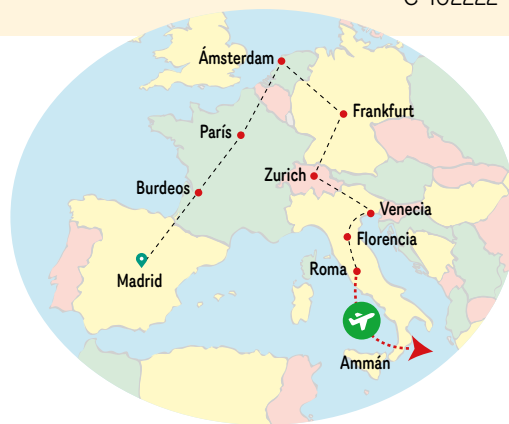 Ámsterdam
Frankfurt
París
Zurich
Burdeos
Venecia
Florencia
Roma
Madrid
Ammán